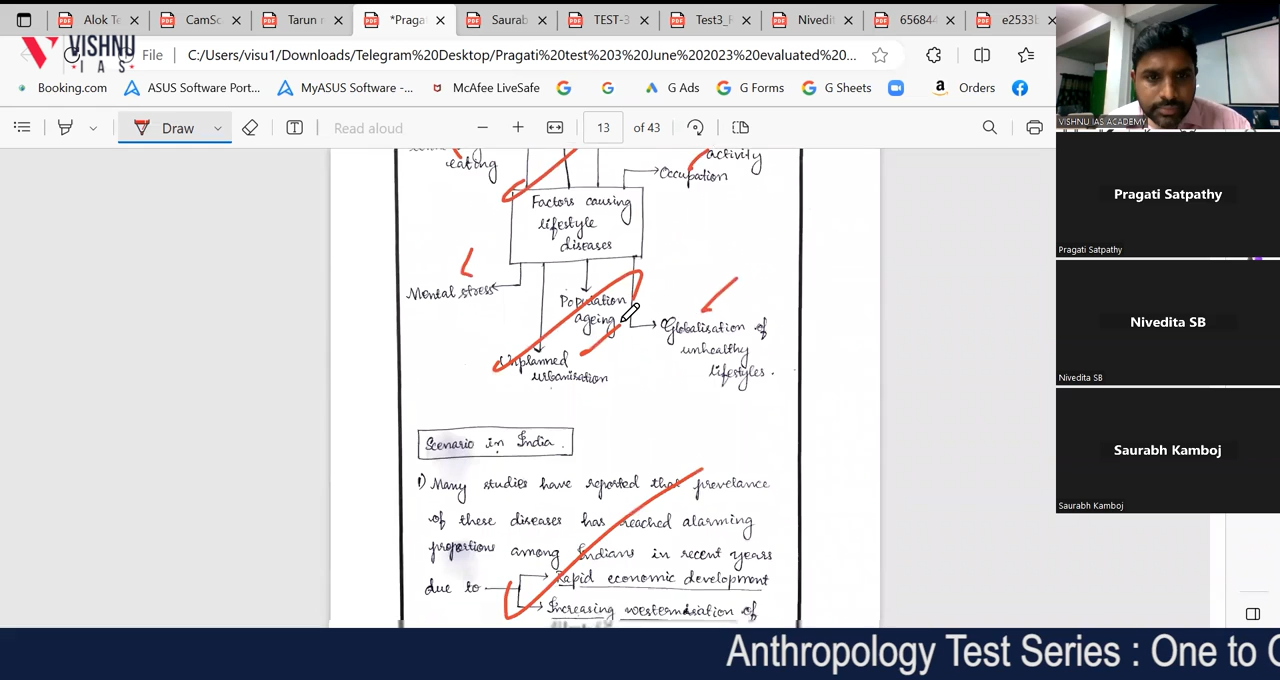 Alok Te
CamSc
Tarun r
*Praga
Saurab
TEST-3
Test3_F
Nivedit
656844
e2533b
VISHNU
IAS
File
C:/Users/visu1/Downloads/Telegram%20Desktop/Pragati%20test%203%20June%202023%20evaluated%20...
Booking.com
ASUS Software Port...
MyASUS Software -...
McAfee LiveSafe
G Ads
G Forms
G Sheets
Orders
Draw
Read aloud
13
of 43
eating
activity
Occupation
Factors causing
lifestyle
diseases
Mental stress
Population
ageing
Globalisation of
unhealthy
lifestyles.
Unplanned
urbanisation
Scenario in India.
1) Many studies have reported that prevelance
of these diseases has reached alarming
proportions among Indians in recent years
due to
Rapid economic development
Increasing westernisation of
VISHNU IAS ACADEMY
Pragati Satpathy
Pragati Satpathy
Nivedita SB
Nivedita SB
Saurabh Kamboj
Saurabh Kamboj
Anthropology Test Series : One to